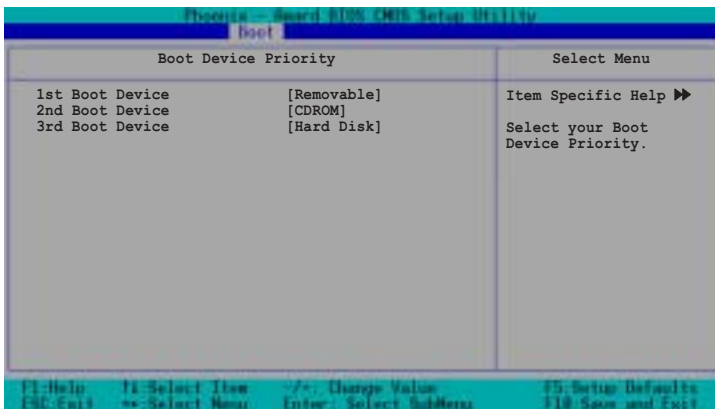 Phoenix - Award BIOS CMOS Setup Utility
Boot
Boot Device Priority
Select Menu
1st Boot Device [Removable]
2nd Boot Device [CDROM]
3rd Boot Device [Hard Disk]
Item Specific Help
Select your Boot
Device Priority.
F1:Help ↑↓:Select Item -/+: Change Value F5:Setup Defaults
ESC:Exit ←→:Select Menu Enter: Select SubMenu F10 Save and Exit